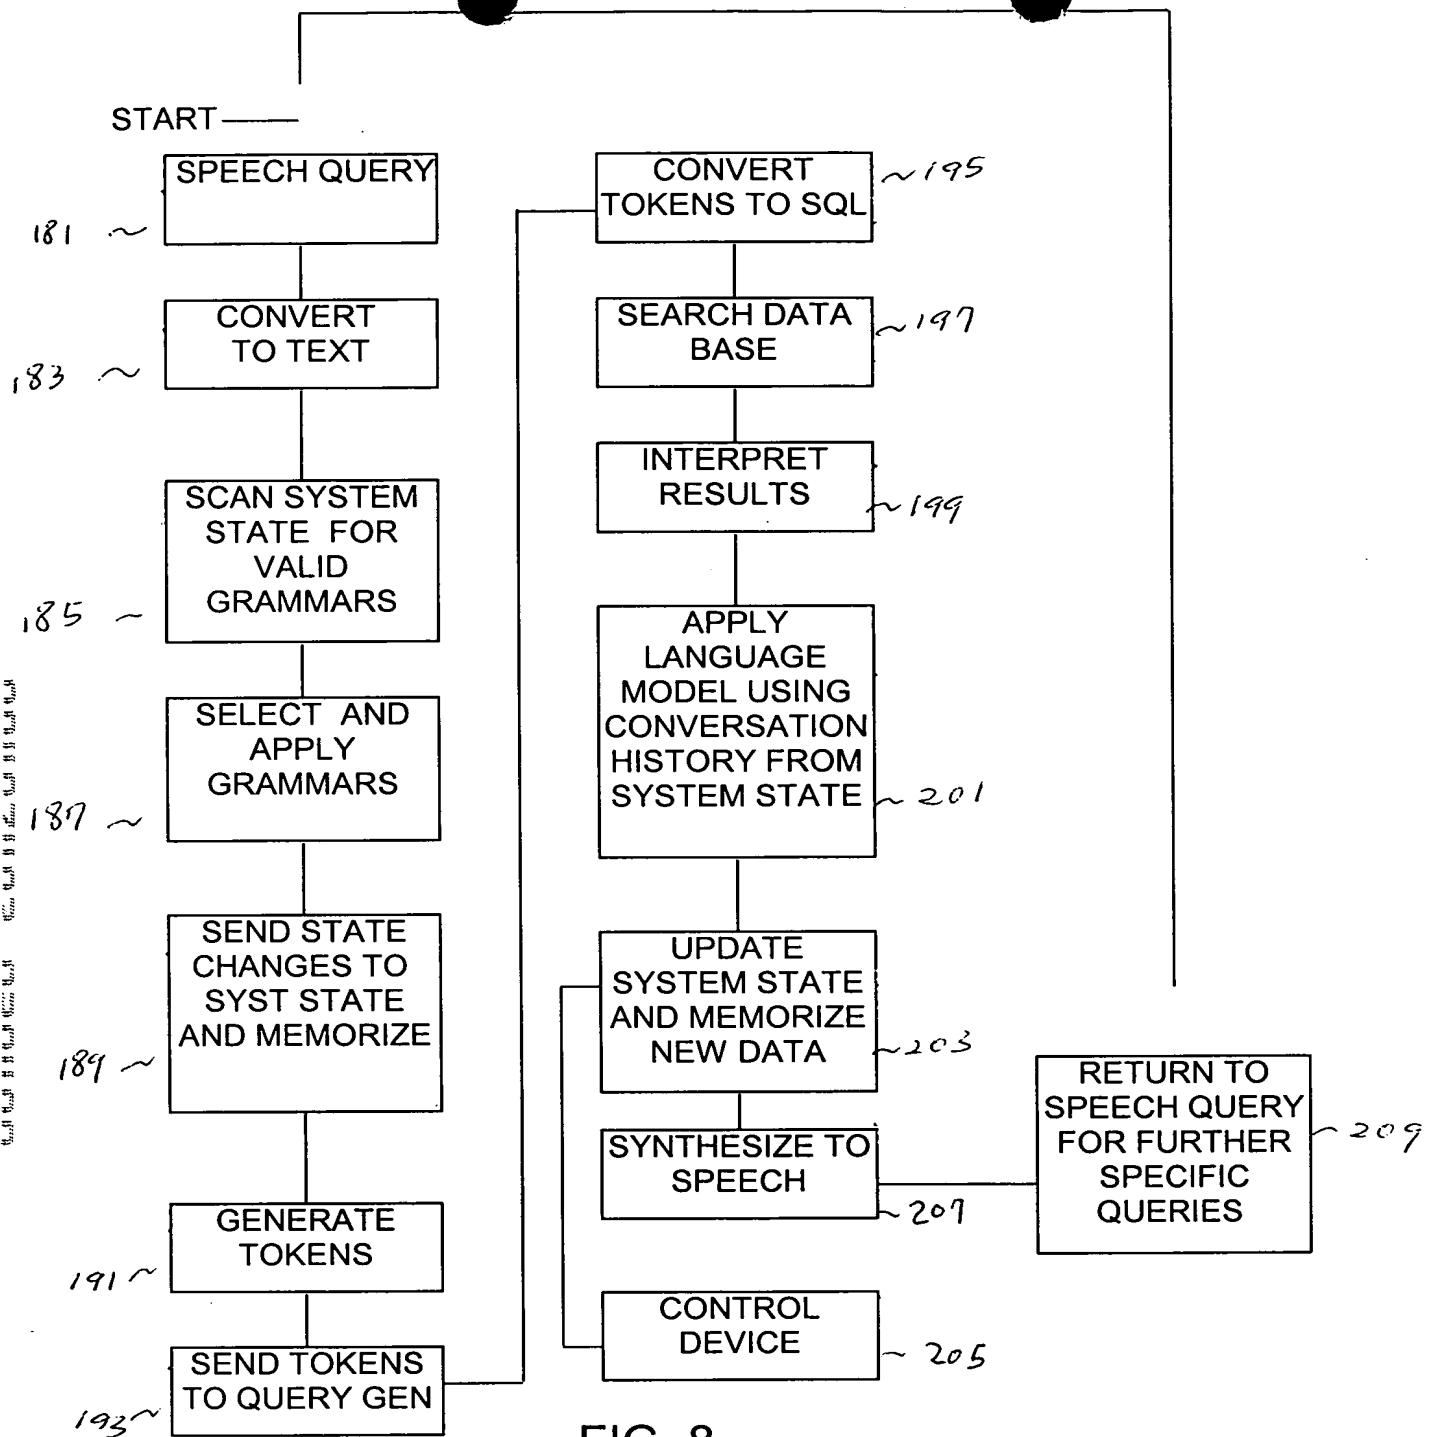 START
SPEECH QUERY
181
CONVERT
TO TEXT
183
SCAN SYSTEM
STATE FOR
VALID
GRAMMARS
185
SELECT AND
APPLY
GRAMMARS
187
SEND STATE
CHANGES TO
SYST STATE
AND MEMORIZE
189
GENERATE
TOKENS
191
SEND TOKENS
TO QUERY GEN
193
CONVERT
TOKENS TO SQL
195
SEARCH DATA
BASE
197
INTERPRET
RESULTS
199
APPLY
LANGUAGE
MODEL USING
CONVERSATION
HISTORY FROM
SYSTEM STATE
201
UPDATE
SYSTEM STATE
AND MEMORIZE
NEW DATA
203
SYNTHESIZE TO
SPEECH
207
CONTROL
DEVICE
205
RETURN TO
SPEECH QUERY
FOR FURTHER
SPECIFIC
QUERIES
209
FIG. 8